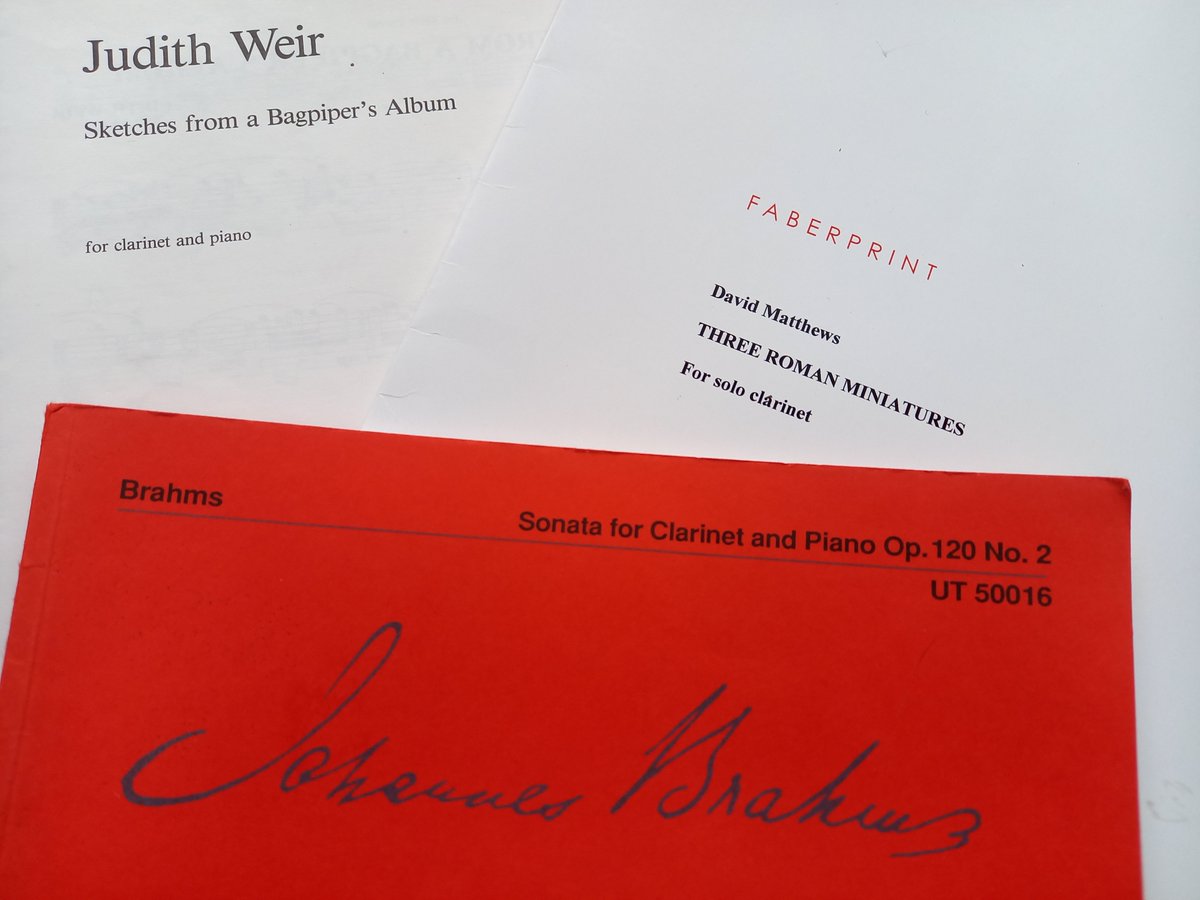 Judith Weir
Sketches from a Bagpiper's Album
for clarinet and piano
FABERPRINT
David Matthews
THREE ROMAN MINIATURES
For solo clarinet
Brahms
Sonata for Clarinet and Piano Op. 120 No. 2
UT 50016
Johannes Brahms